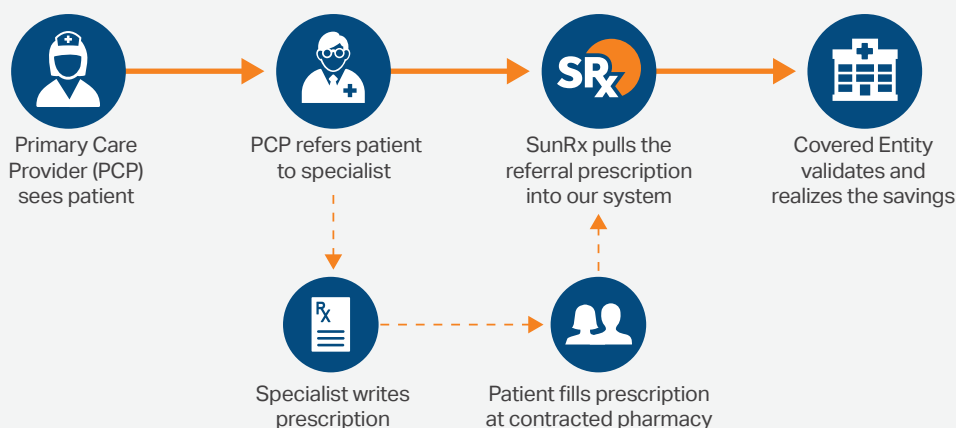 SRx
Primary Care
Provider (PCP)
sees patient
PCP refers patient
to specialist
SunRx pulls the
referral prescription
into our system
Covered Entity
validates and
realizes the savings
Rx
Specialist writes
prescription
Patient fills prescription
at contracted pharmacy